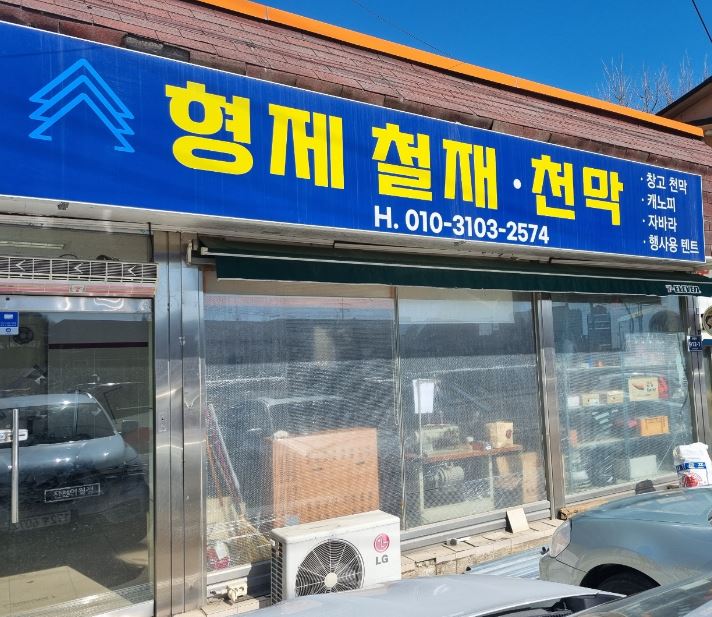 형제 철재·천막
H. 010-3103-2574
· 창고 천막
· 캐노피
· 자바라
· 행사용 텐트
LG